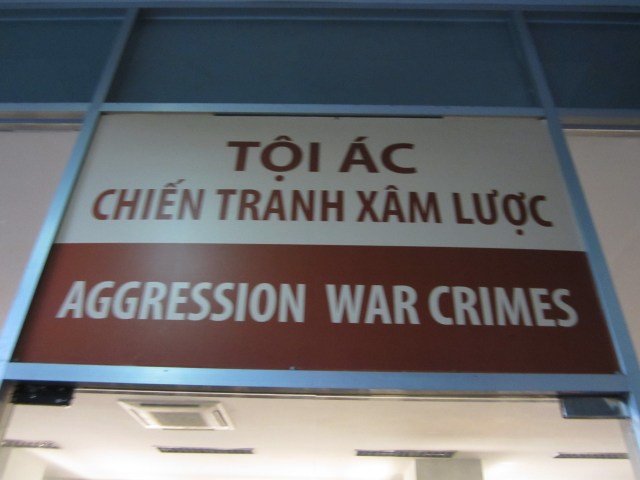 TỘI ÁC
CHIẾN TRANH XÂM LƯỢC
AGGRESSION WAR CRIMES